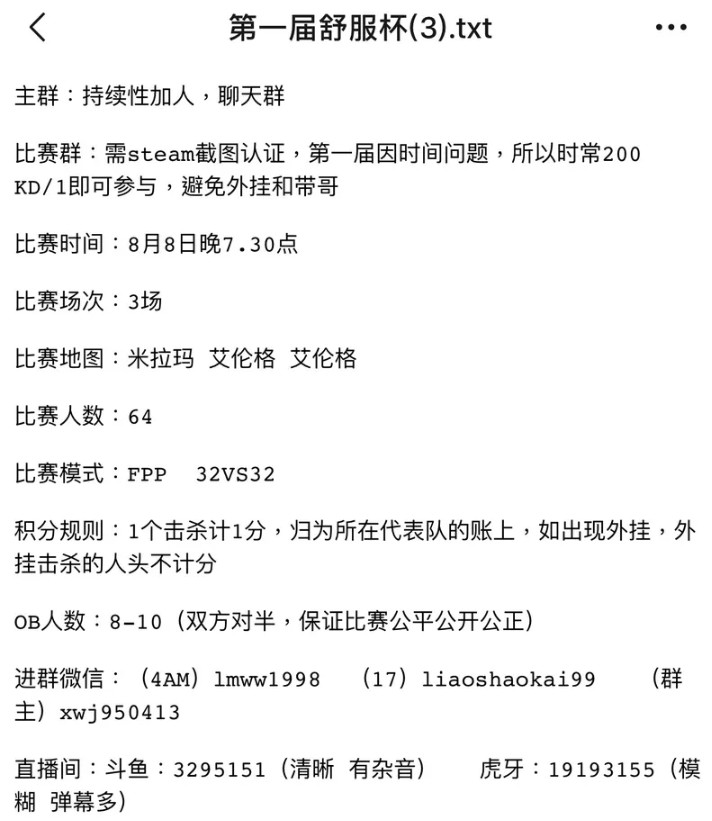 第一届舒服杯(3).txt
主群：持续性加人，聊天群
比赛群：需steam截图认证，第一届因时间问题，所以时常200
KD/1即可参与，避免外挂和带哥
比赛时间：8月8日晚7.30点
比赛场次：3场
比赛地图：米拉玛 艾伦格 艾伦格
比赛人数：64
比赛模式：FPP  32VS32
积分规则：1个击杀计1分，归为所在代表队的账上，如出现外挂，外
挂击杀的人头不计分
OB人数：8-10（双方对半，保证比赛公平公开公正）
进群微信：（4AM）lmww1998  （17）liaoshaokai99   （群
主）xwj950413
直播间：斗鱼：3295151（清晰 有杂音）  虎牙：19193155（模
糊 弹幕多）